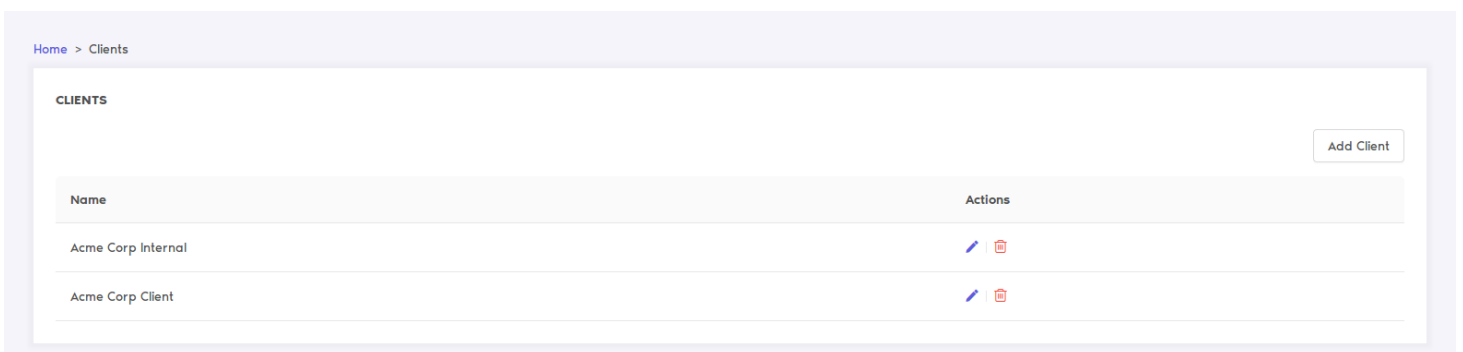 Home > Clients
CLIENTS
Add Client
Name Actions
Acme Corp Internal
Acme Corp Client